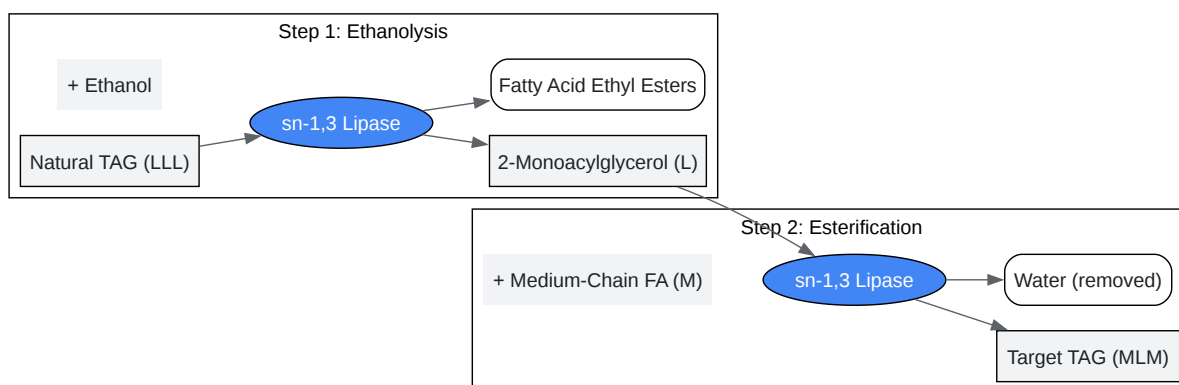 Step 1: Ethanolysis
+ Ethanol
Fatty Acid Ethyl Esters
sn-1,3 Lipase
Natural TAG (LLL)
2-Monoacylglycerol (L)
Step 2: Esterification
+ Medium-Chain FA (M)
sn-1,3 Lipase
Water (removed)
Target TAG (MLM)